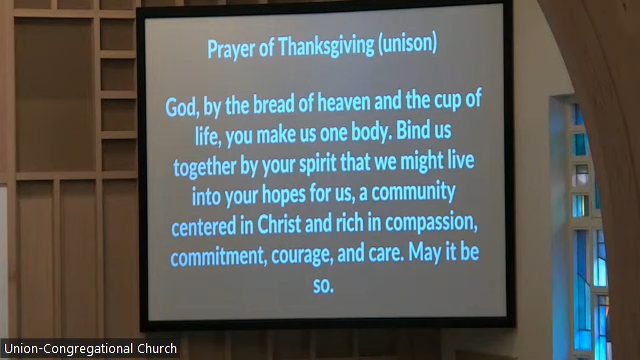 Prayer of Thanksgiving (unison)
God, by the bread of heaven and the cup of
life, you make us one body. Bind us
together by your spirit that we might live
into your hopes for us, a community
centered in Christ and rich in compassion,
commitment, courage, and care. May it be
so.
Union-Congregational Church